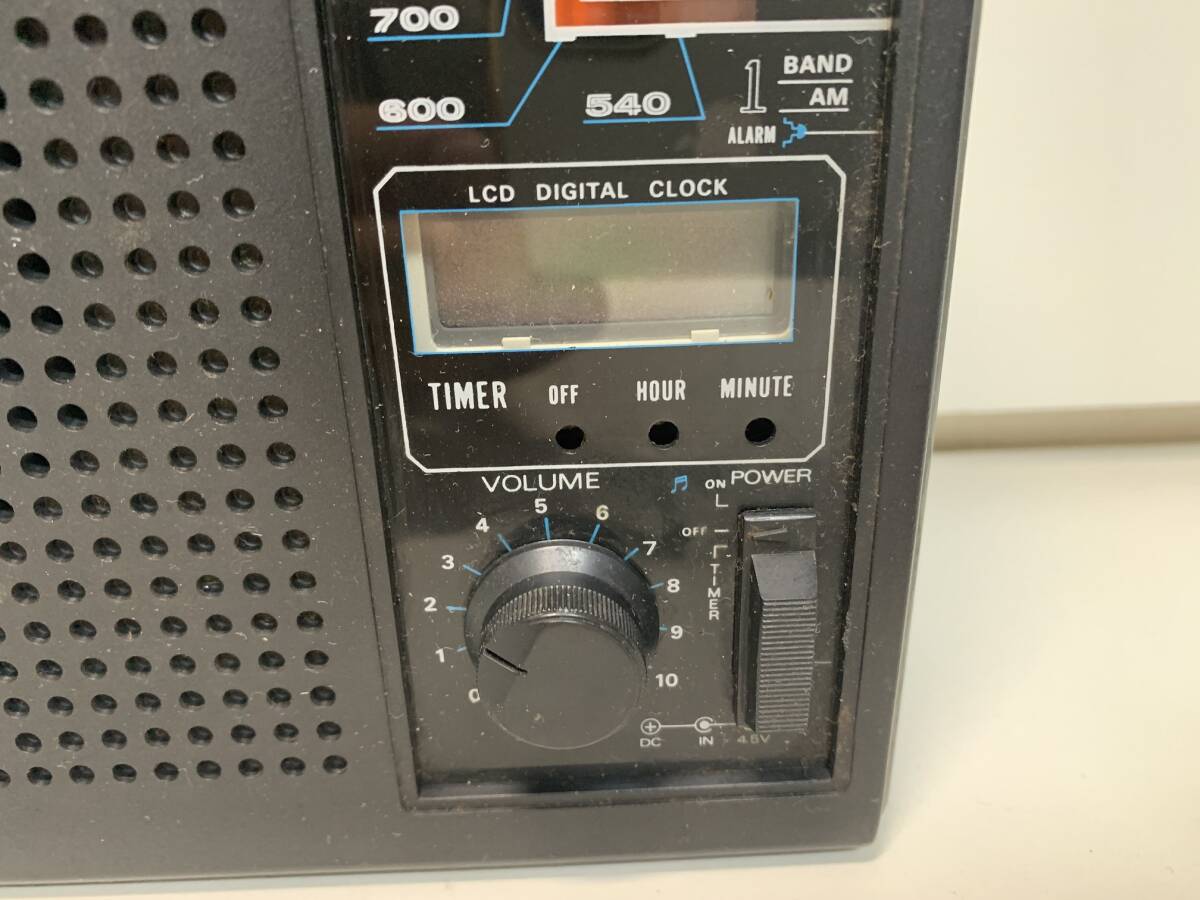 700
600 540
1 BAND
AM
ALARM
LCD DIGITAL CLOCK
TIMER OFF HOUR MINUTE
VOLUME
ON POWER
OFF
TIMER
0 1 2 3 4 5 6 7 8 9 10
DC IN 4.5V